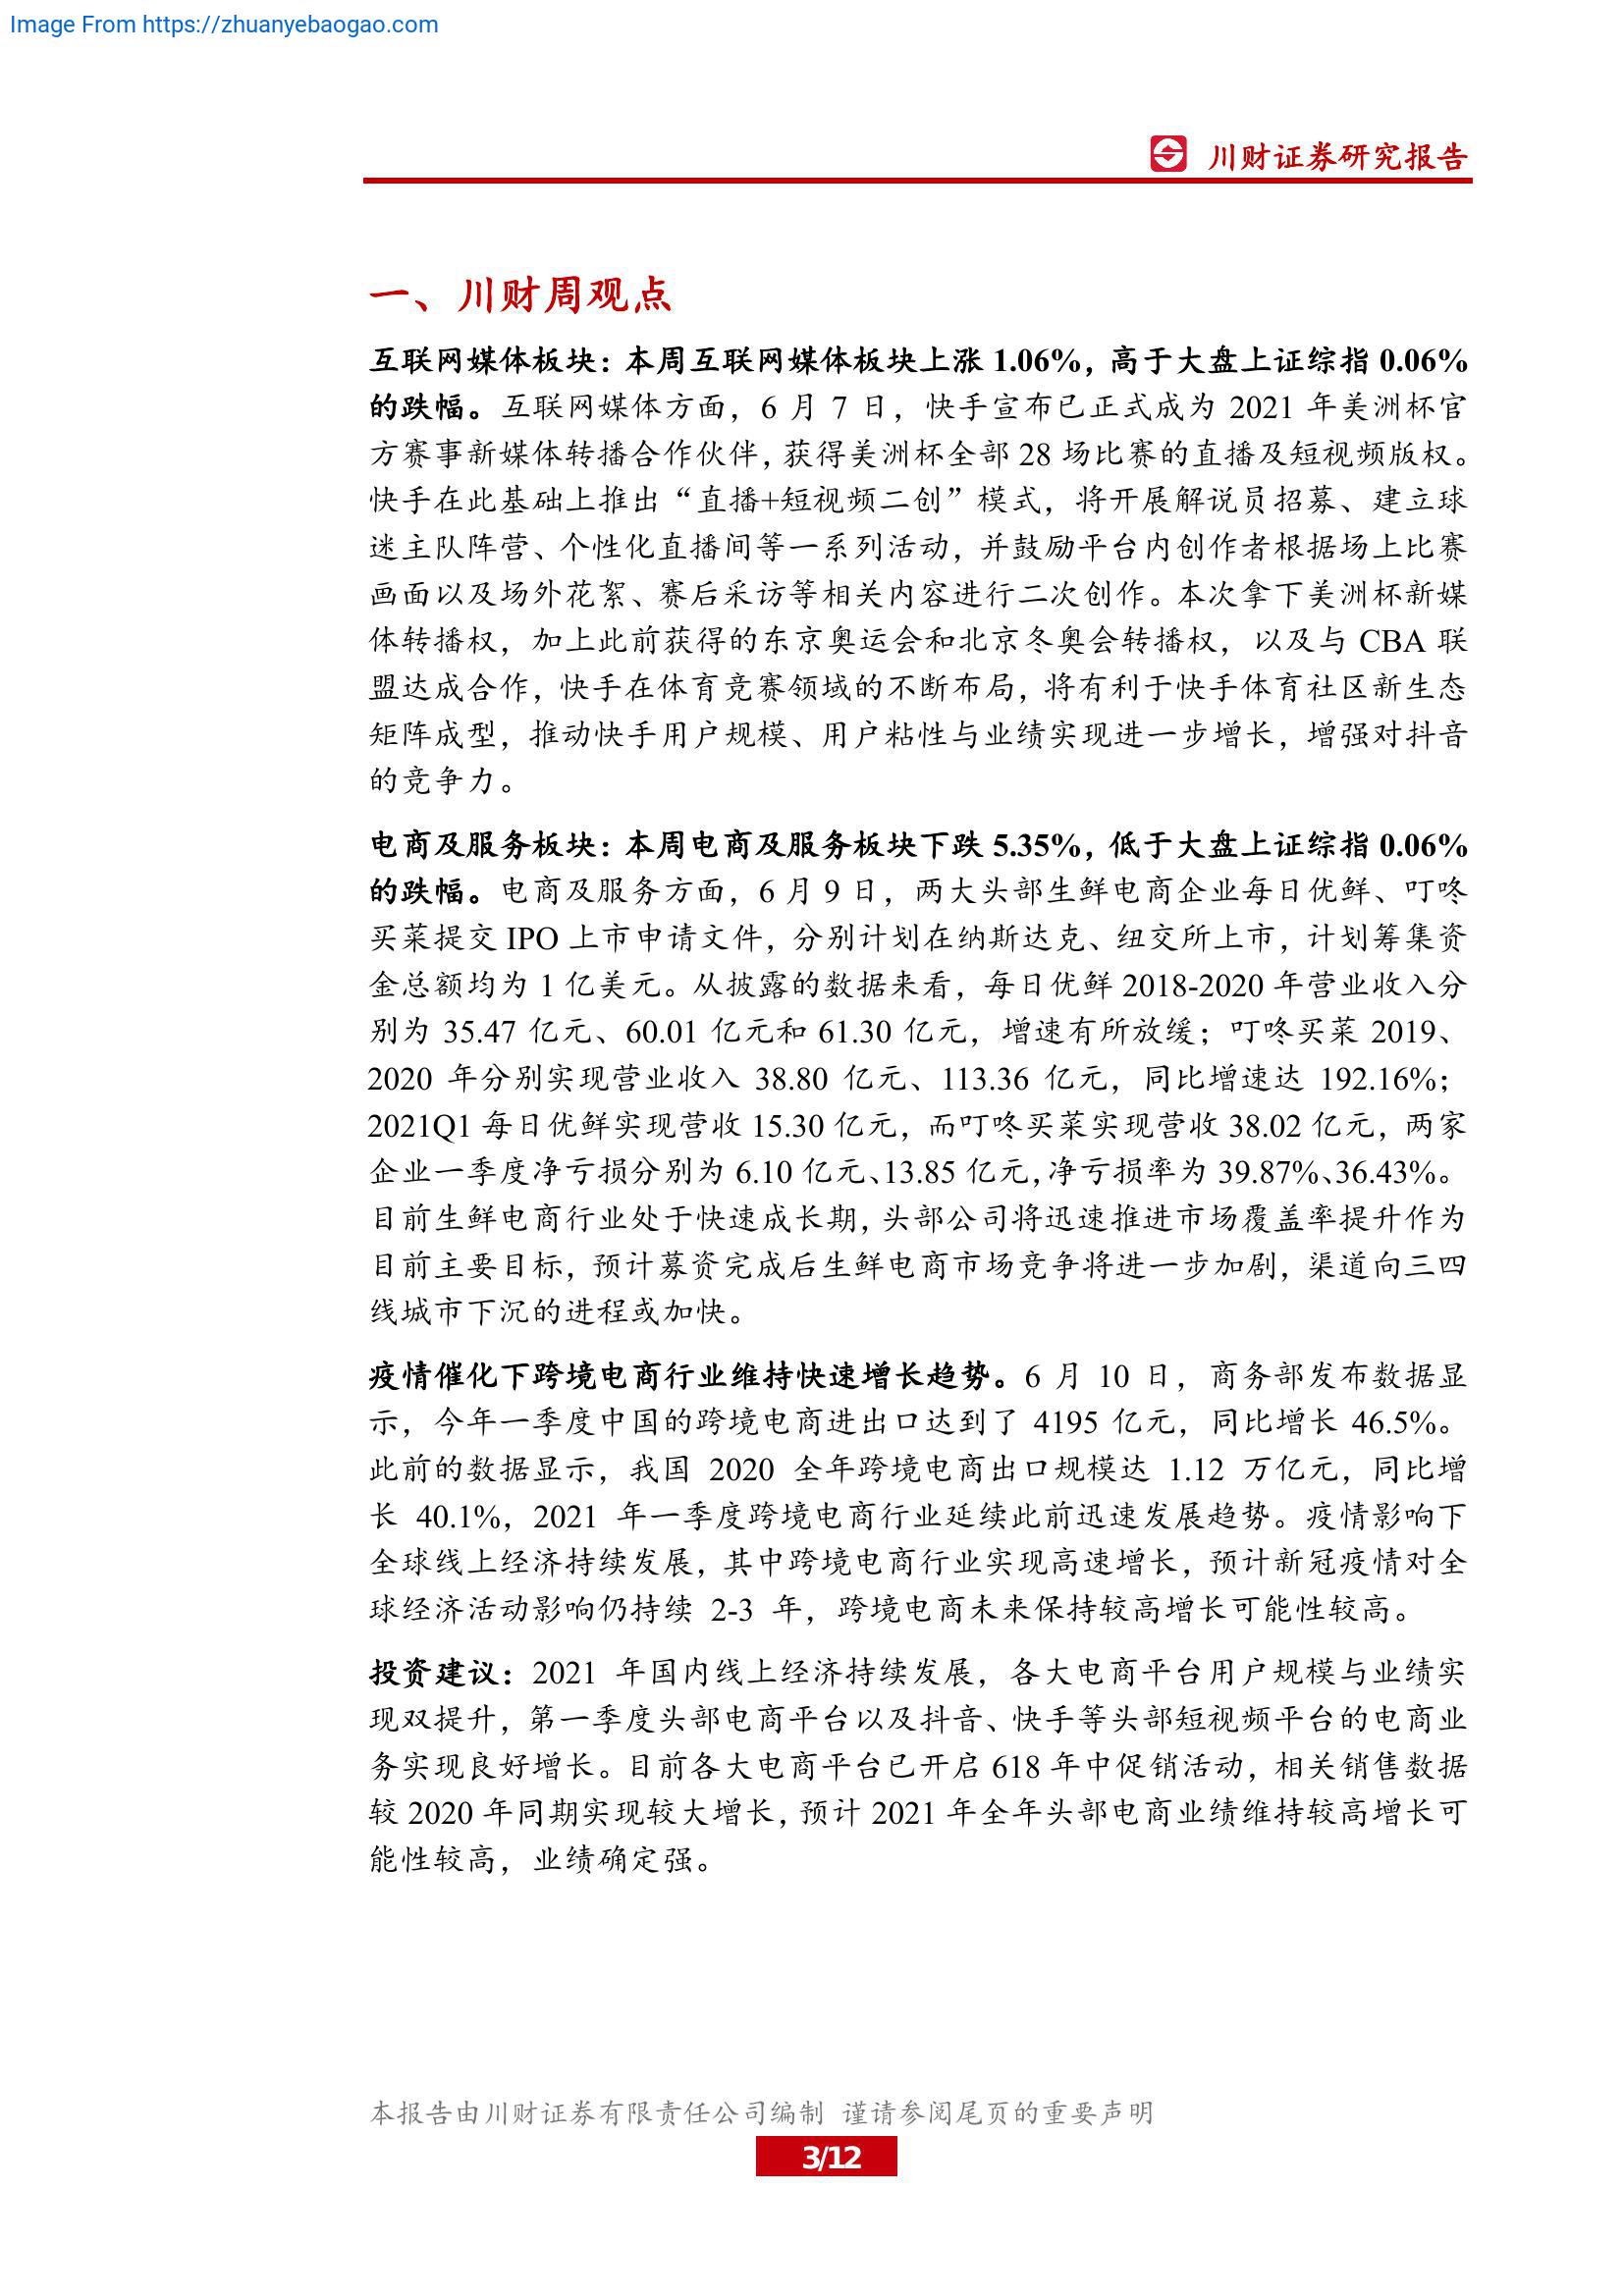 Image From https://zhuanyebaogao.com
川财证券研究报告
一、川财周观点
互联网媒体板块：本周互联网媒体板块上涨 1.06%，高于大盘上证综指 0.06%
的跌幅。互联网媒体方面，6 月 7 日，快手宣布已正式成为 2021 年美洲杯官
方赛事新媒体转播合作伙伴，获得美洲杯全部 28 场比赛的直播及短视频版权。
快手在此基础上推出“直播+短视频二创”模式，将开展解说员招募、建立球
迷主队阵营、个性化直播间等一系列活动，并鼓励平台内创作者根据场上比赛
画面以及场外花絮、赛后采访等相关内容进行二次创作。本次拿下美洲杯新媒
体转播权，加上此前获得的东京奥运会和北京冬奥会转播权，以及与 CBA 联
盟达成合作，快手在体育竞赛领域的不断布局，将有利于快手体育社区新生态
矩阵成型，推动快手用户规模、用户粘性与业绩实现进一步增长，增强对抖音
的竞争力。
电商及服务板块：本周电商及服务板块下跌 5.35%，低于大盘上证综指 0.06%
的跌幅。电商及服务方面，6 月 9 日，两大头部生鲜电商企业每日优鲜、叮咚
买菜提交 IPO 上市申请文件，分别计划在纳斯达克、纽交所上市，计划筹集资
金总额均为 1 亿美元。从披露的数据来看，每日优鲜 2018-2020 年营业收入分
别为 35.47 亿元、60.01 亿元和 61.30 亿元，增速有所放缓；叮咚买菜 2019、
2020 年分别实现营业收入 38.80 亿元、113.36 亿元，同比增速达 192.16%；
2021Q1 每日优鲜实现营收 15.30 亿元，而叮咚买菜实现营收 38.02 亿元，两家
企业一季度净亏损分别为 6.10 亿元、13.85 亿元，净亏损率为 39.87%、36.43%。
目前生鲜电商行业处于快速成长期，头部公司将迅速推进市场覆盖率提升作为
目前主要目标，预计募资完成后生鲜电商市场竞争将进一步加剧，渠道向三四
线城市下沉的进程或加快。
疫情催化下跨境电商行业维持快速增长趋势。6 月 10 日，商务部发布数据显
示，今年一季度中国的跨境电商进出口达到了 4195 亿元，同比增长 46.5%。
此前的数据显示，我国 2020 全年跨境电商出口规模达 1.12 万亿元，同比增
长 40.1%，2021 年一季度跨境电商行业延续此前迅速发展趋势。疫情影响下
全球线上经济持续发展，其中跨境电商行业实现高速增长，预计新冠疫情对全
球经济活动影响仍持续 2-3 年，跨境电商未来保持较高增长可能性较高。
投资建议：2021 年国内线上经济持续发展，各大电商平台用户规模与业绩实
现双提升，第一季度头部电商平台以及抖音、快手等头部短视频平台的电商业
务实现良好增长。目前各大电商平台已开启 618 年中促销活动，相关销售数据
较 2020 年同期实现较大增长，预计 2021 年全年头部电商业绩维持较高增长可
能性较高，业绩确定强。
本报告由川财证券有限责任公司编制 谨请参阅尾页的重要声明
3/12